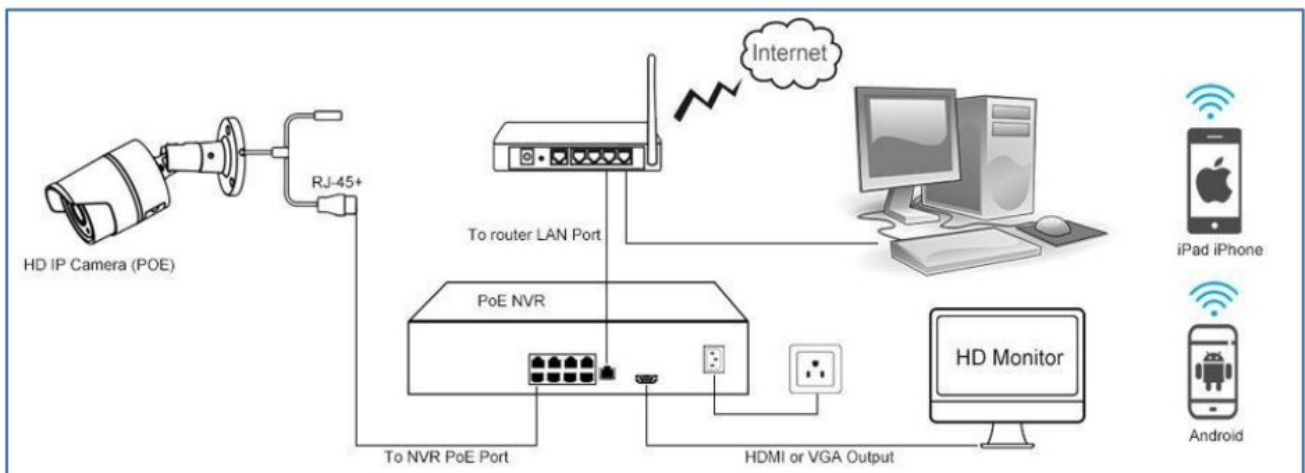 Internet
RJ-45+
To router LAN Port
HD IP Camera (POE)
iPad iPhone
PoE NVR
HD Monitor
Android
To NVR PoE Port
HDMI or VGA Output